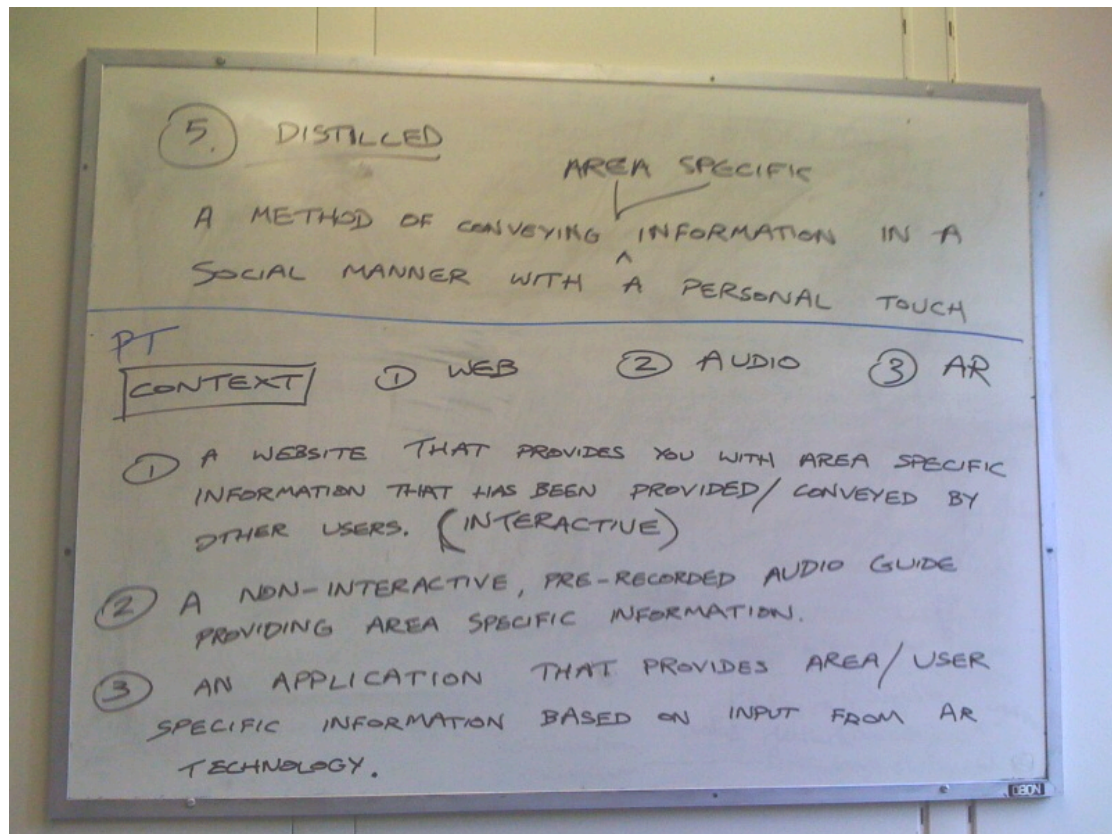 5. DISTILLED
AREA SPECIFIC
A METHOD OF CONVEYING INFORMATION IN A
^
SOCIAL MANNER WITH A PERSONAL TOUCH
PT
CONTEXT ① WEB ② AUDIO ③ AR
① A WEBSITE THAT PROVIDES YOU WITH AREA SPECIFIC
INFORMATION THAT HAS BEEN PROVIDED/CONVEYED BY
OTHER USERS. (INTERACTIVE)
② A NON-INTERACTIVE, PRE-RECORDED AUDIO GUIDE
PROVIDING AREA SPECIFIC INFORMATION.
③ AN APPLICATION THAT PROVIDES AREA/USER
SPECIFIC INFORMATION BASED ON INPUT FROM AR
TECHNOLOGY.